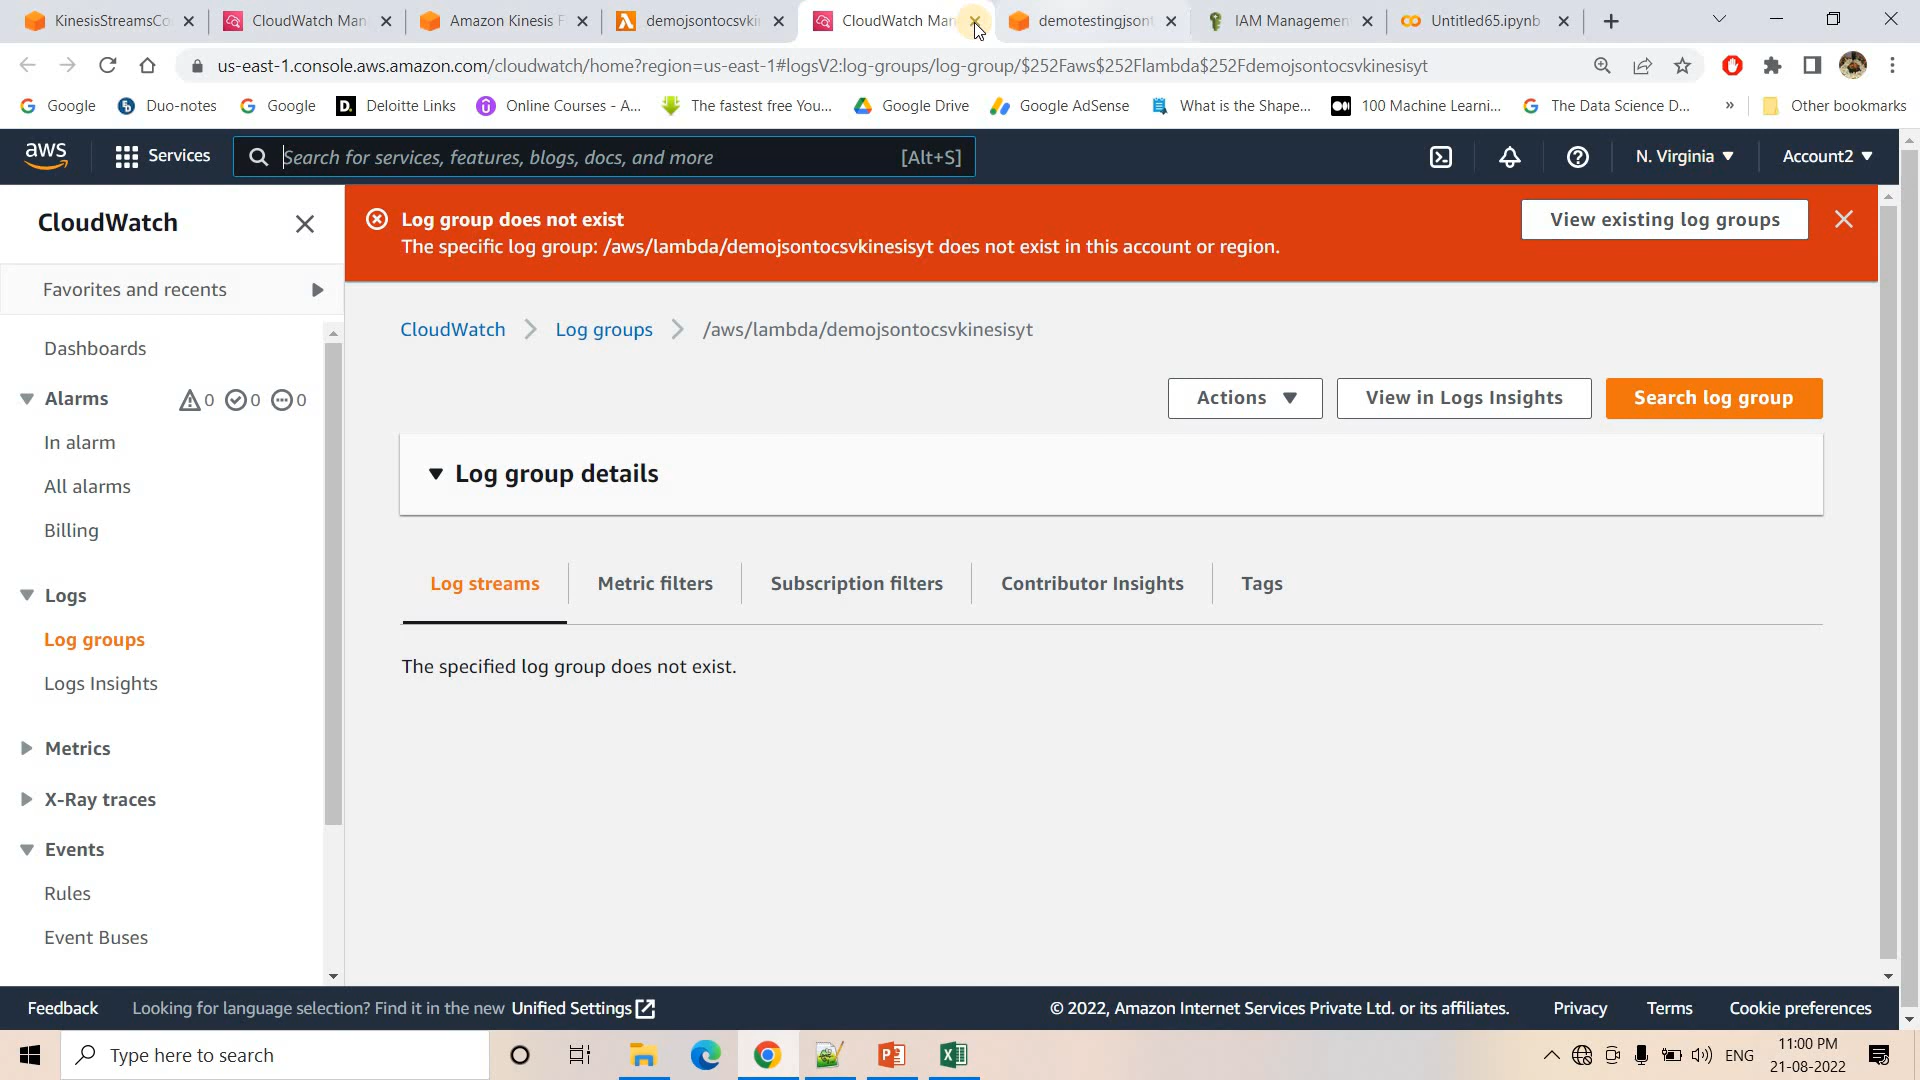 KinesisStreamsCo
CloudWatch Man
Amazon Kinesis F
demojsontocsvkin
CloudWatch Man
demotestingjsont
IAM Managemen
Untitled65.ipynb
us-east-1.console.aws.amazon.com/cloudwatch/home?region=us-east-1#logsV2:log-groups/log-group/$252Faws$252Flambda$252Fdemojsontocsvkinesisyt
Google
Duo-notes
Google
Deloitte Links
Online Courses - A...
The fastest free You...
Google Drive
Google AdSense
What is the Shape...
100 Machine Learni...
The Data Science D...
»
Other bookmarks
aws
Services
Search for services, features, blogs, docs, and more
[Alt+S]
N. Virginia
Account2
CloudWatch
Favorites and recents
Dashboards
Alarms
0
0
0
In alarm
All alarms
Billing
Logs
Log groups
Logs Insights
Metrics
X-Ray traces
Events
Rules
Event Buses
Log group does not exist
The specific log group: /aws/lambda/demojsontocsvkinesisyt does not exist in this account or region.
View existing log groups
CloudWatch
Log groups
/aws/lambda/demojsontocsvkinesisyt
Actions
View in Logs Insights
Search log group
Log group details
Log streams
Metric filters
Subscription filters
Contributor Insights
Tags
The specified log group does not exist.
Feedback
Looking for language selection? Find it in the new Unified Settings
© 2022, Amazon Internet Services Private Ltd. or its affiliates.
Privacy
Terms
Cookie preferences
Type here to search
ENG
11:00 PM
21-08-2022